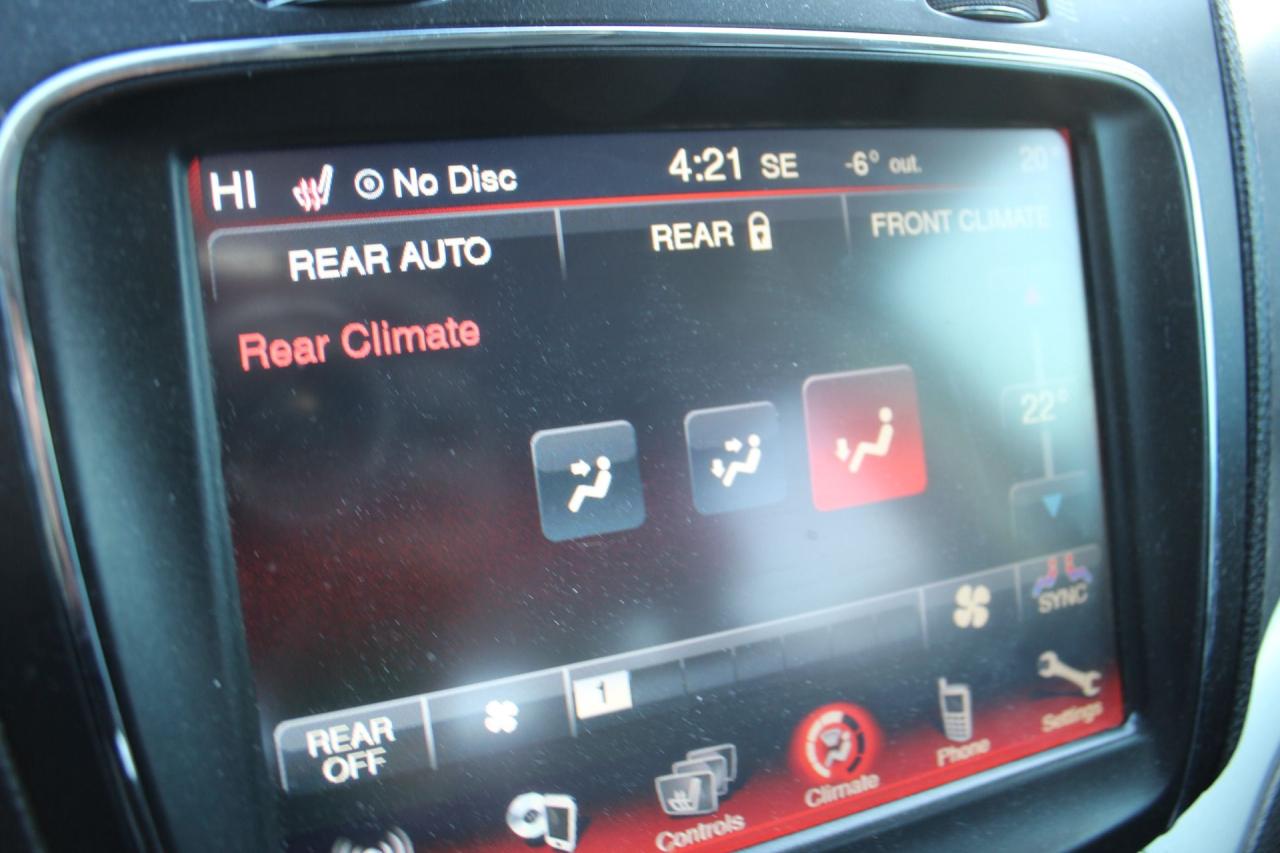 HI No Disc 4:21 SE -6° out. 20°
REAR AUTO REAR FRONT CLIMATE
Rear Climate
22°
SYNC
1
REAR
OFF
Controls Climate Phone Settings